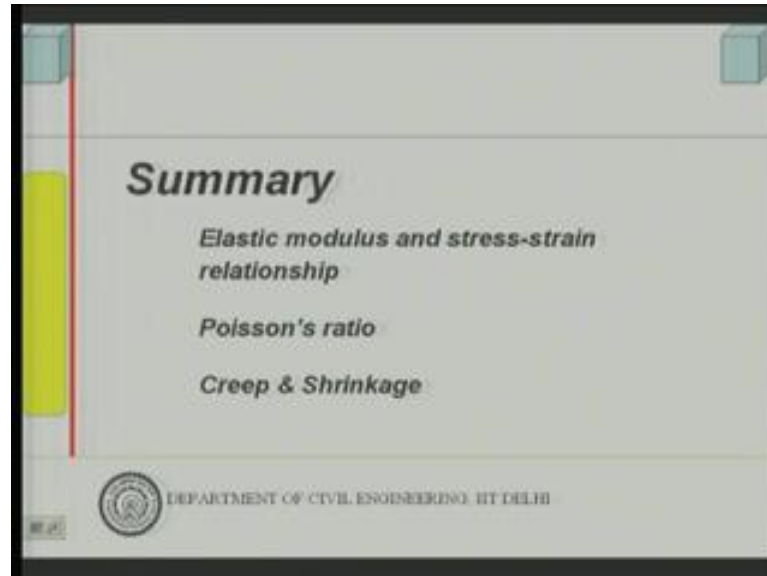 Summary
Elastic modulus and stress-strain
relationship
Poisson's ratio
Creep & Shrinkage
DEPARTMENT OF CIVIL ENGINEERING, IIT DELHI